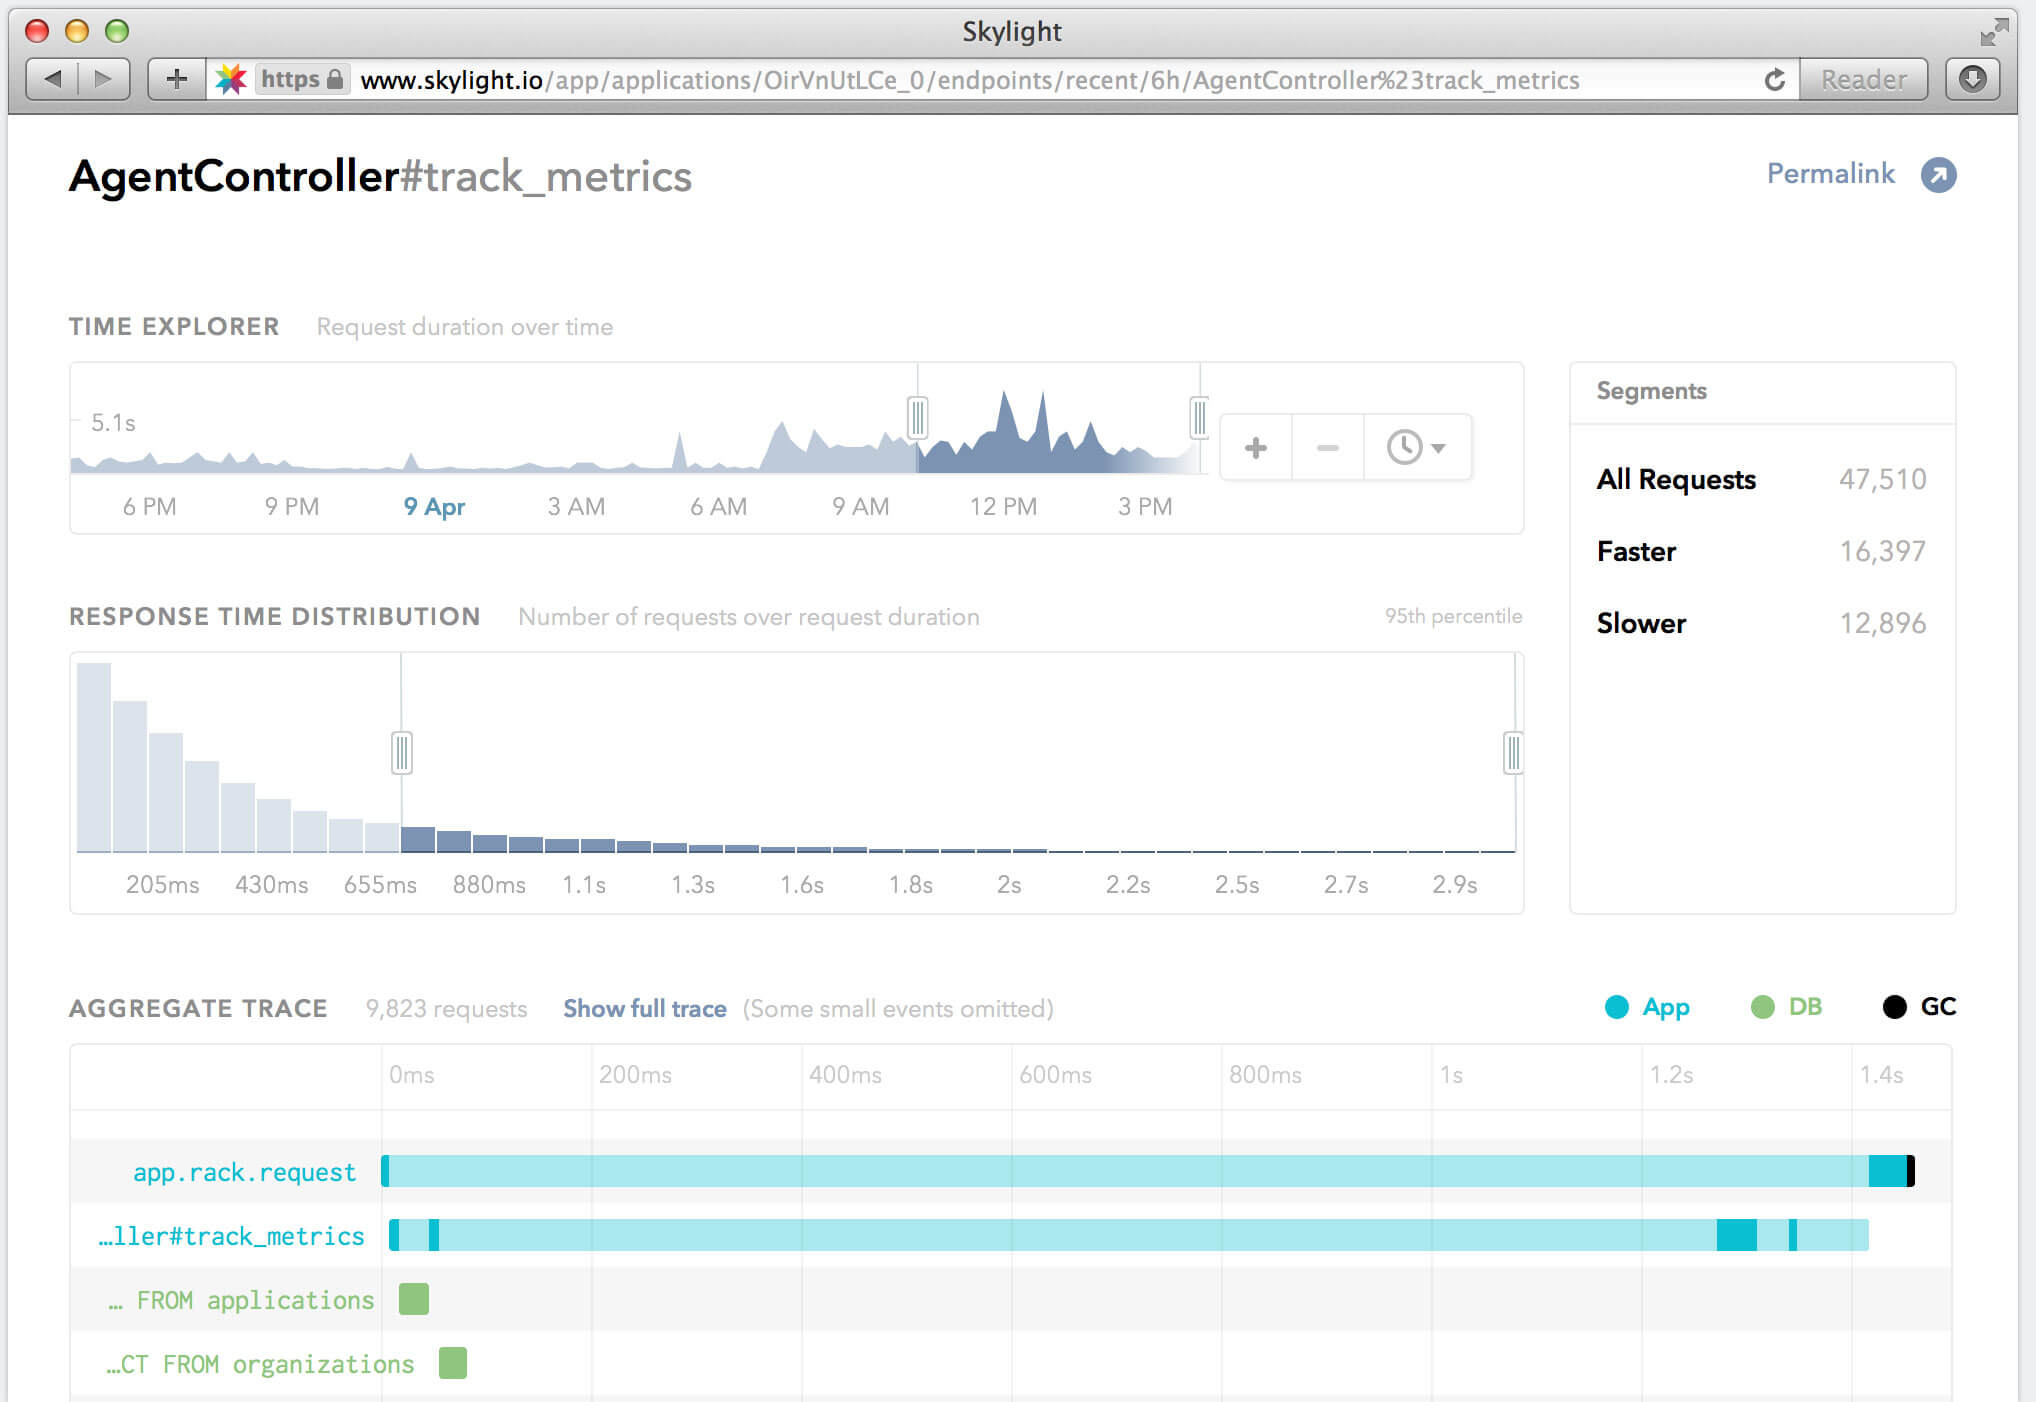 Skylight
https www.skylight.io/app/applications/OirVnUtLCe_0/endpoints/recent/6h/AgentController%23track_metrics Reader
AgentController#track_metrics
Permalink
TIME EXPLORER Request duration over time
5.1s
6 PM 9 PM 9 Apr 3 AM 6 AM 9 AM 12 PM 3 PM
Segments
All Requests 47,510
Faster 16,397
Slower 12,896
RESPONSE TIME DISTRIBUTION Number of requests over request duration 95th percentile
205ms 430ms 655ms 880ms 1.1s 1.3s 1.6s 1.8s 2s 2.2s 2.5s 2.7s 2.9s
AGGREGATE TRACE 9,823 requests Show full trace (Some small events omitted) App DB GC
0ms 200ms 400ms 600ms 800ms 1s 1.2s 1.4s
app.rack.request
…ller#track_metrics
… FROM applications
…CT FROM organizations